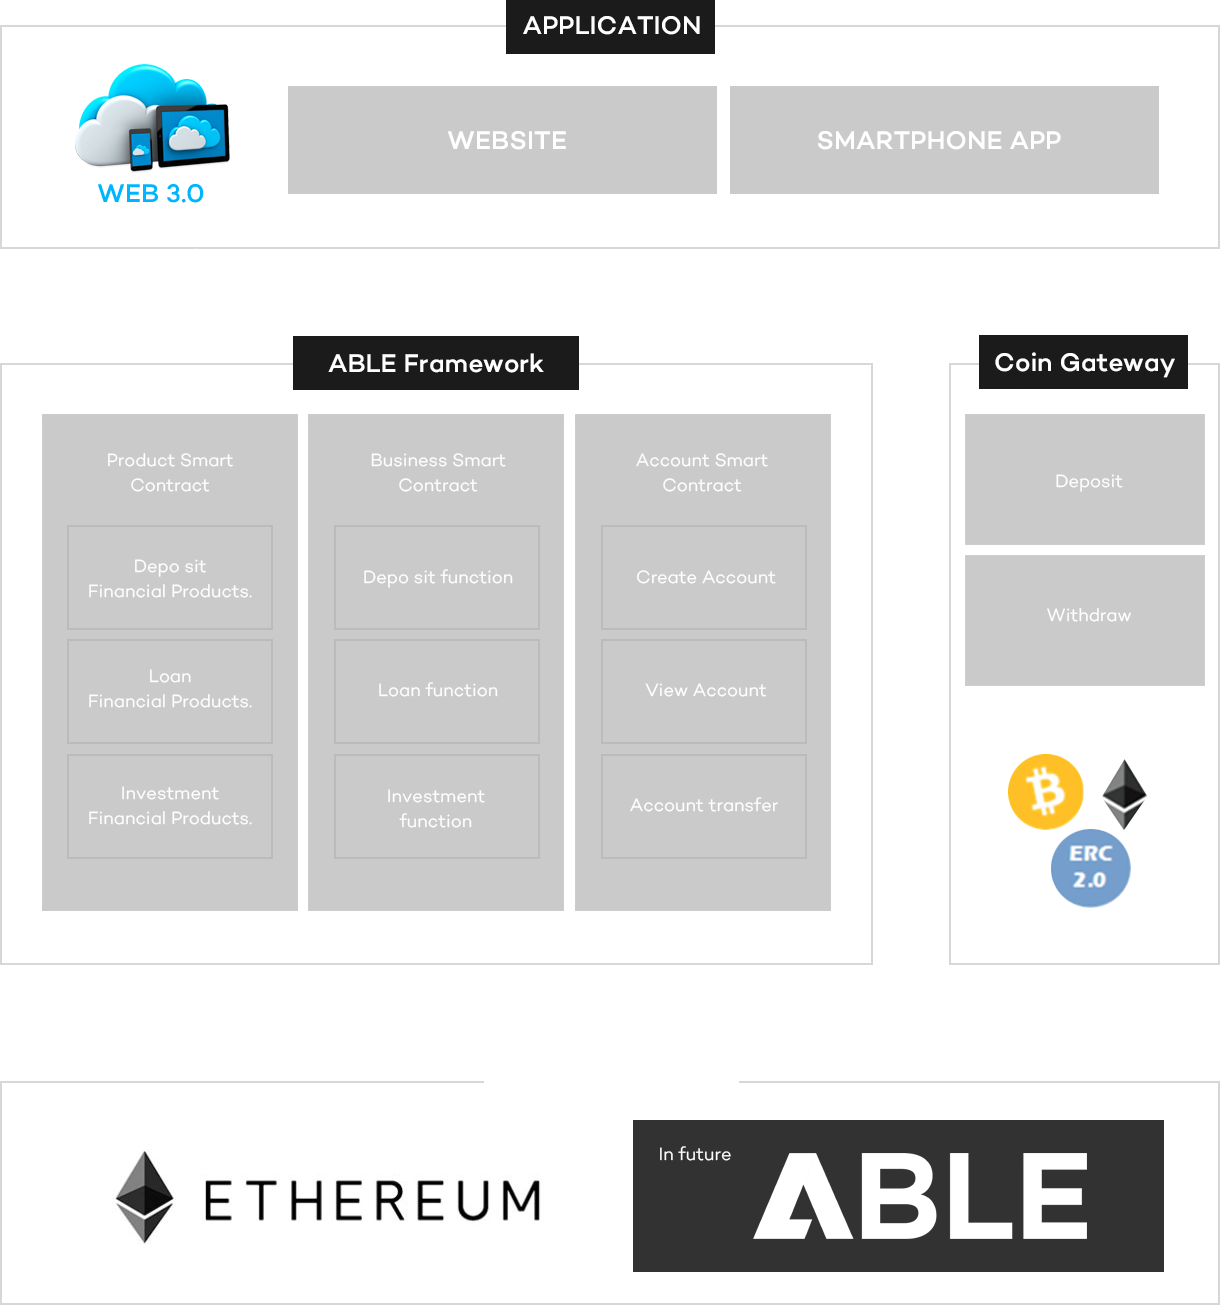 APPLICATION
WEBSITE
SMARTPHONE APP
WEB 3.0
ABLE Framework
Product Smart
Contract
Depo sit
Financial Products.
Loan
Financial Products.
Investment
Financial Products.
Business Smart
Contract
Depo sit function
Loan function
Investment
function
Account Smart
Contract
Create Account
View Account
Account transfer
Coin Gateway
Deposit
Withdraw
ERC
2.0
ETHEREUM
In future
ABLE